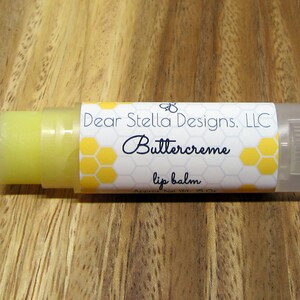 Dear Stella Designs, LLC
Buttercreme
lip balm